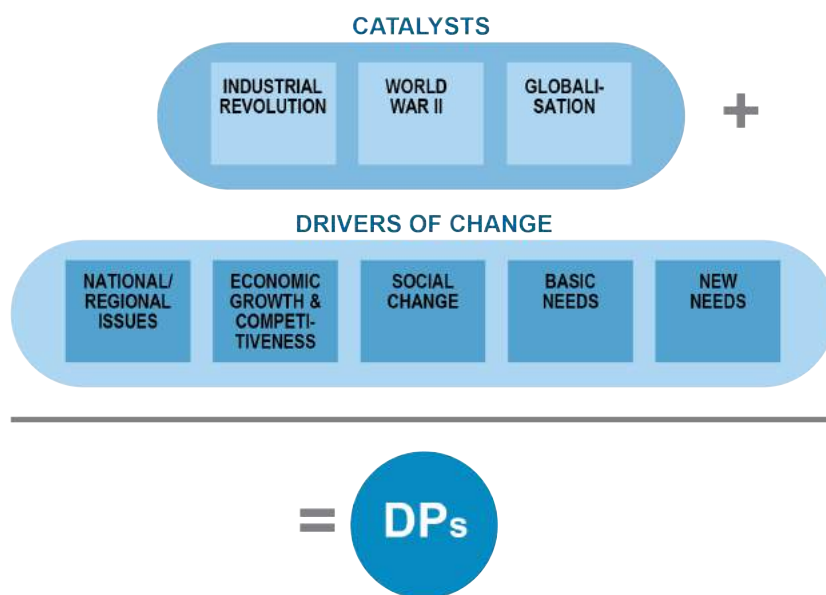 CATALYSTS
INDUSTRIAL
REVOLUTION
WORLD
WAR II
GLOBALI-
SATION
+
DRIVERS OF CHANGE
NATIONAL/
REGIONAL
ISSUES
ECONOMIC
GROWTH &
COMPETI-
TIVENESS
SOCIAL
CHANGE
BASIC
NEEDS
NEW
NEEDS
=
DPs